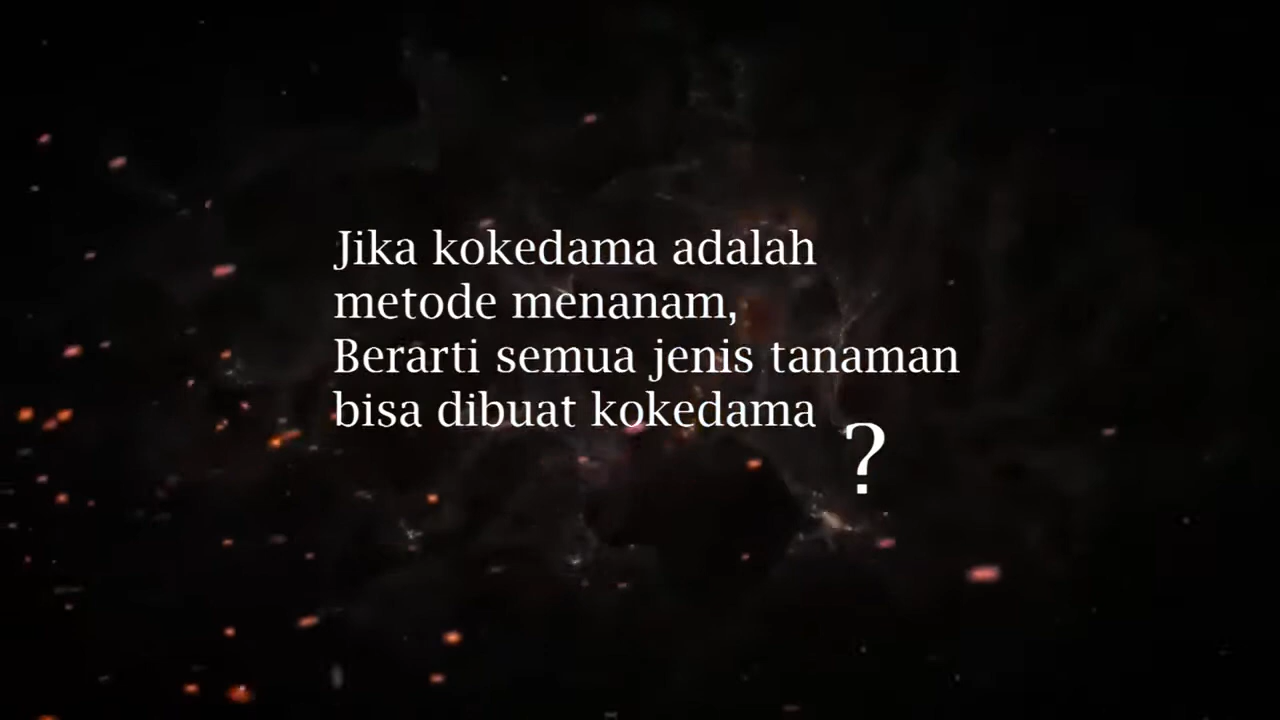 Jika kokedama adalah
metode menanam,
Berarti semua jenis tanaman
bisa dibuat kokedama
?